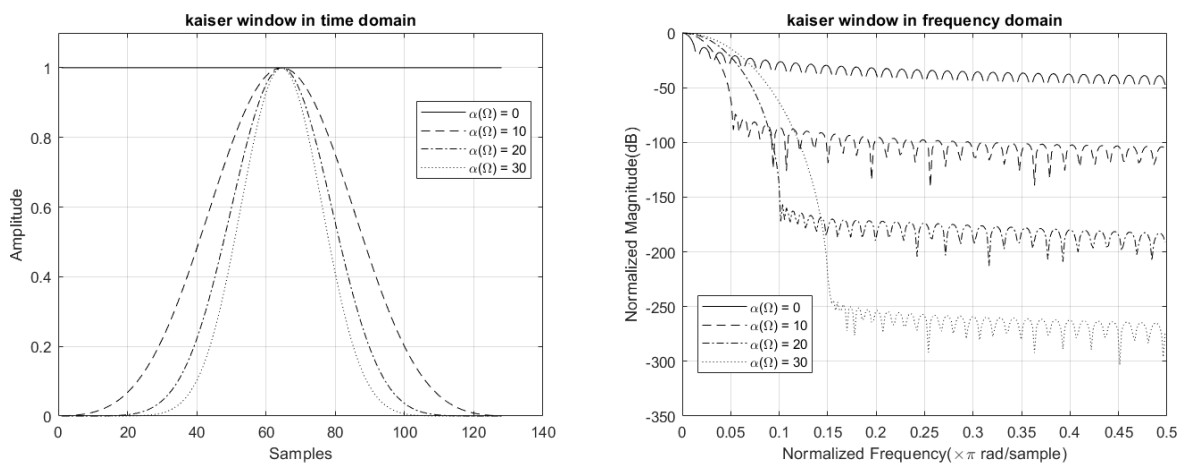 kaiser window in time domain
Amplitude
1
0.8
0.6
0.4
0.2
0
0 20 40 60 80 100 120 140
Samples
α(Ω) = 0
α(Ω) = 10
α(Ω) = 20
α(Ω) = 30
kaiser window in frequency domain
Normalized Magnitude(dB)
0
-50
-100
-150
-200
-250
-300
-350
0 0.05 0.1 0.15 0.2 0.25 0.3 0.35 0.4 0.45 0.5
Normalized Frequency(×π rad/sample)
α(Ω) = 0
α(Ω) = 10
α(Ω) = 20
α(Ω) = 30